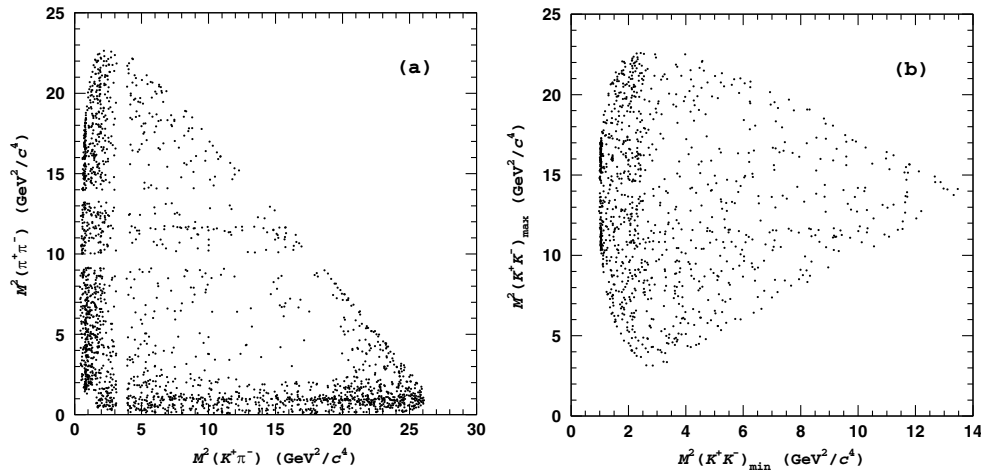 (a)
25
20
15
10
5
0
0 5 10 15 20 25 30
M²(π⁺π⁻) (GeV²/c⁴)
M²(K⁺π⁻) (GeV²/c⁴)
(b)
25
20
15
10
5
0
0 2 4 6 8 10 12 14
M²(K⁺K⁻)max (GeV²/c⁴)
M²(K⁺K⁻)min (GeV²/c⁴)